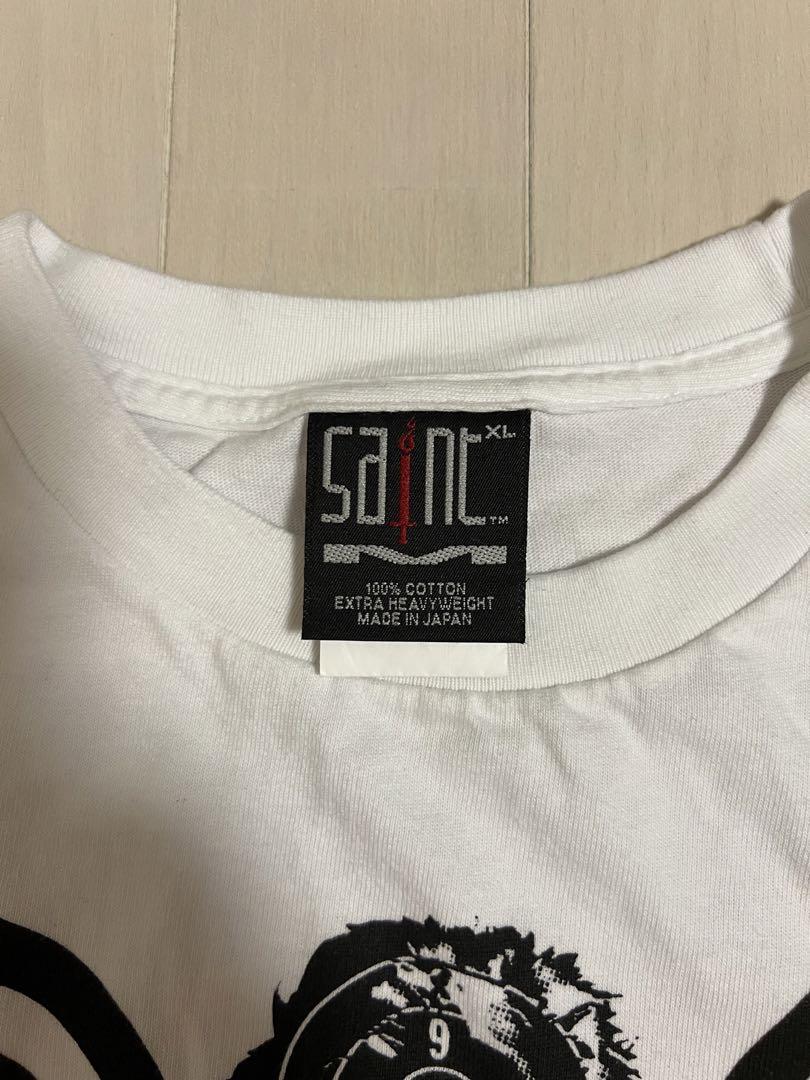 saint XL
TM
100% COTTON
EXTRA HEAVYWEIGHT
MADE IN JAPAN
9